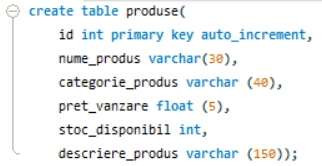 create table produse(
id int primary key auto_increment,
nume_produs varchar(30),
categorie_produs varchar (40),
pret_vanzare float (5),
stoc_disponibil int,
descriere_produs varchar (150));